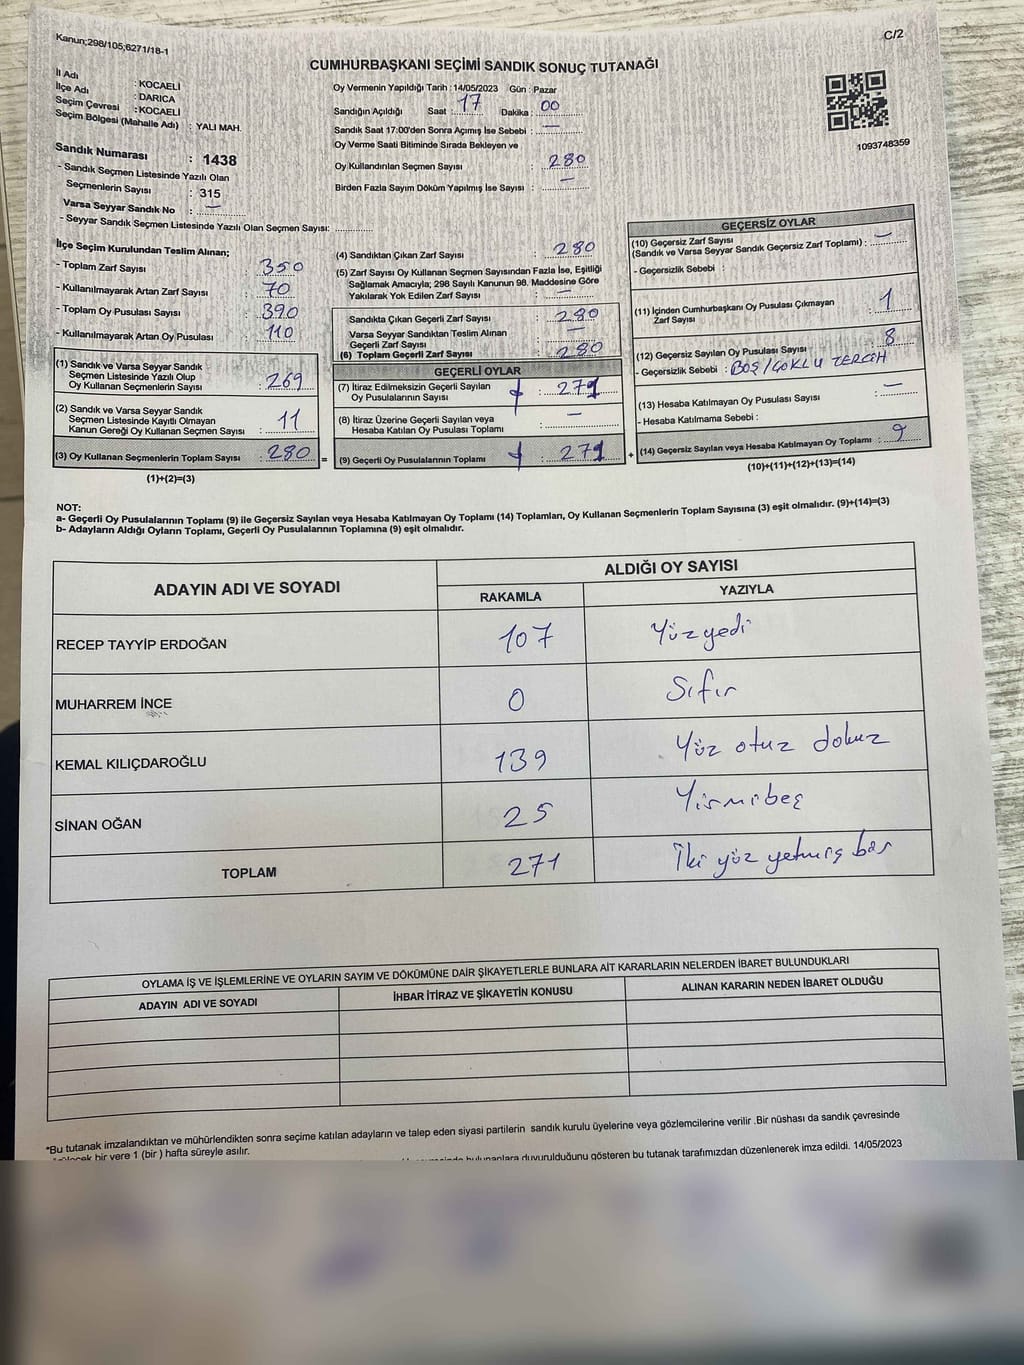 Kanun;298/105;6271/18-1
C/2
CUMHURBAŞKANI SEÇİMİ SANDIK SONUÇ TUTANAĞI
İl Adı : KOCAELİ
İlçe Adı : DARICA
Seçim Çevresi : KOCAELİ
Seçim Bölgesi (Mahalle Adı) : YALI MAH.
Sandık Numarası : 1438
- Sandık Seçmen Listesinde Yazılı Olan
Seçmenlerin Sayısı : 315
Varsa Seyyar Sandık No : —
- Seyyar Sandık Seçmen Listesinde Yazılı Olan Seçmen Sayısı: ..............
Oy Vermenin Yapıldığı Tarih : 14/05/2023 Gün : Pazar
Sandığın Açıldığı Saat : 17 Dakika : 00
Sandık Saat 17:00'den Sonra Açımış İse Sebebi : —
Oy Verme Saati Bitiminde Sırada Bekleyen ve
Oy Kullandırılan Seçmen Sayısı : 280
Birden Fazla Sayım Döküm Yapılmış İse Sayısı : —
1093748359
İlçe Seçim Kurulundan Teslim Alınan;
- Toplam Zarf Sayısı : 350
- Kullanılmayarak Artan Zarf Sayısı : 70
- Toplam Oy Pusulası Sayısı : 390
- Kullanılmayarak Artan Oy Pusulası : 110
(1) Sandık ve Varsa Seyyar Sandık
Seçmen Listesinde Yazılı Olup
Oy Kullanan Seçmenlerin Sayısı : 269
(2) Sandık ve Varsa Seyyar Sandık
Seçmen Listesinde Kayıtlı Olmayan
Kanun Gereği Oy Kullanan Seçmen Sayısı : 11
(3) Oy Kullanan Seçmenlerin Toplam Sayısı : 280 =
(1)+(2)=(3)
(4) Sandıktan Çıkan Zarf Sayısı : 280
(5) Zarf Sayısı Oy Kullanan Seçmen Sayısından Fazla İse, Eşitliği
Sağlamak Amacıyla; 298 Sayılı Kanunun 98. Maddesine Göre
Yakılarak Yok Edilen Zarf Sayısı : —
Sandıkta Çıkan Geçerli Zarf Sayısı : 280
Varsa Seyyar Sandıktan Teslim Alınan
Geçerli Zarf Sayısı : —
(6) Toplam Geçerli Zarf Sayısı : 280
GEÇERLİ OYLAR
(7) İtiraz Edilmeksizin Geçerli Sayılan
Oy Pusulalarının Sayısı : 271
(8) İtiraz Üzerine Geçerli Sayılan veya
Hesaba Katılan Oy Pusulası Toplamı : —
(9) Geçerli Oy Pusulalarının Toplamı : 271 +
GEÇERSİZ OYLAR
(10) Geçersiz Zarf Sayısı
(Sandık ve Varsa Seyyar Sandık Geçersiz Zarf Toplamı) : —
- Geçersizlik Sebebi :
(11) İçinden Cumhurbaşkanı Oy Pusulası Çıkmayan
Zarf Sayısı : 1
(12) Geçersiz Sayılan Oy Pusulası Sayısı : 8
- Geçersizlik Sebebi : BOŞ/ÇOKLU TERCİH
(13) Hesaba Katılmayan Oy Pusulası Sayısı : —
- Hesaba Katılmama Sebebi :
(14) Geçersiz Sayılan veya Hesaba Katılmayan Oy Toplamı : 9
(10)+(11)+(12)+(13)=(14)
NOT:
a- Geçerli Oy Pusulalarının Toplamı (9) ile Geçersiz Sayılan veya Hesaba Katılmayan Oy Toplamı (14) Toplamları, Oy Kullanan Seçmenlerin Toplam Sayısına (3) eşit olmalıdır. (9)+(14)=(3)
b- Adayların Aldığı Oyların Toplamı, Geçerli Oy Pusulalarının Toplamına (9) eşit olmalıdır.
ADAYIN ADI VE SOYADI
ALDIĞI OY SAYISI
RAKAMLA YAZIYLA
RECEP TAYYİP ERDOĞAN 107 Yüzyedi
MUHARREM İNCE 0 Sıfır
KEMAL KILIÇDAROĞLU 139 Yüz otuz dokuz
SİNAN OĞAN 25 Yirmibeş
TOPLAM 271 İki yüz yetmiş bir
OYLAMA İŞ VE İŞLEMLERİNE VE OYLARIN SAYIM VE DÖKÜMÜNE DAİR ŞİKAYETLERLE BUNLARA AİT KARARLARIN NELERDEN İBARET BULUNDUKLARI
ADAYIN ADI VE SOYADI İHBAR İTİRAZ VE ŞİKAYETİN KONUSU ALINAN KARARIN NEDEN İBARET OLDUĞU
*Bu tutanak imzalandıktan ve mühürlendikten sonra seçime katılan adayların ve talep eden siyasi partilerin sandık kurulu üyelerine veya gözlemcilerine verilir .Bir nüshası da sandık çevresinde
bir yere 1 (bir ) hafta süreyle asılır.
bulunanlara duyurulduğunu gösteren bu tutanak tarafımızdan düzenlenerek imza edildi. 14/05/2023